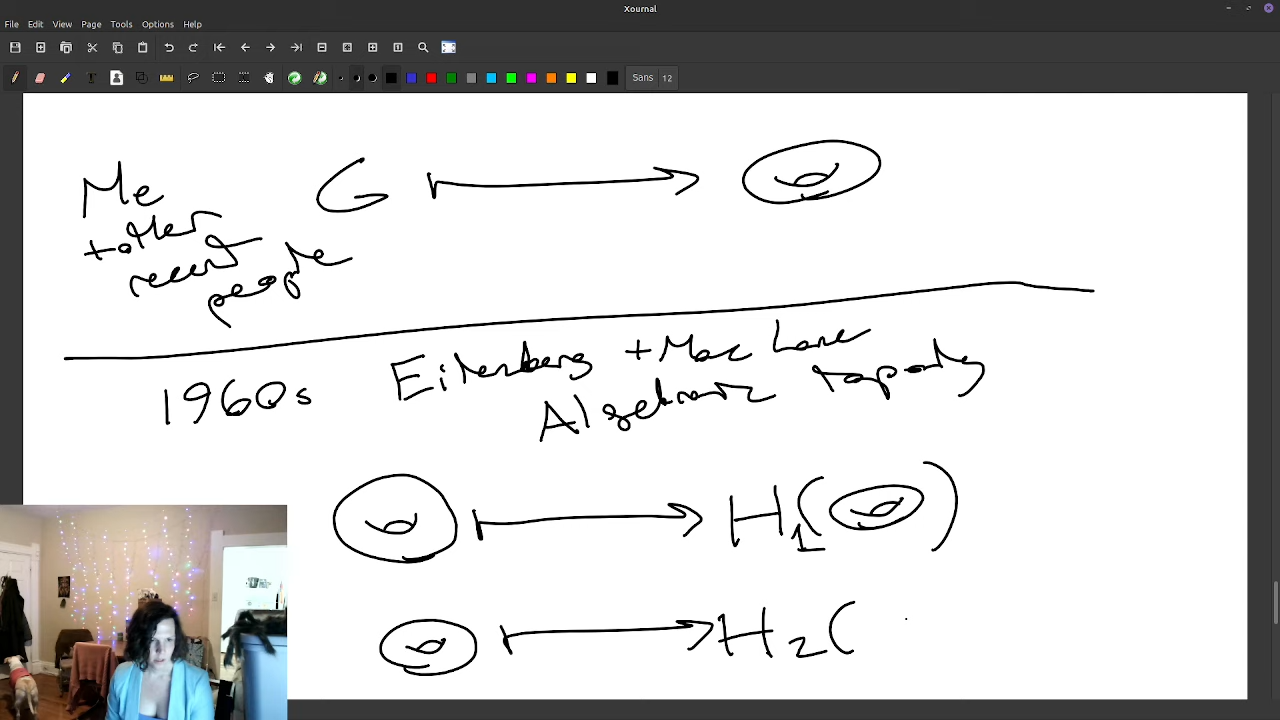 Xournal
File Edit View Page Tools Options Help
Sans 12
Me
+ other
recent
people
G
1960s Eilenberg + Mac Lane
Algebraic topology
H1( )
H2(